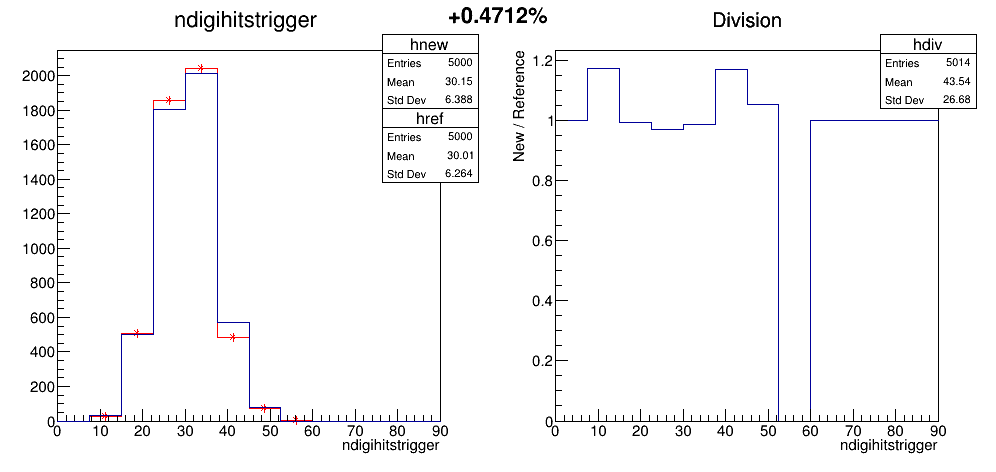 ndigihitstrigger
+0.4712%
Division
hnew
Entries 5000
Mean 30.15
Std Dev 6.388
href
Entries 5000
Mean 30.01
Std Dev 6.264
2000
1800
1600
1400
1200
1000
800
600
400
200
0
0 10 20 30 40 50 60 70 80 90
ndigihitstrigger
hdiv
Entries 5014
Mean 43.54
Std Dev 26.68
New / Reference
1.2
1
0.8
0.6
0.4
0.2
0
0 10 20 30 40 50 60 70 80 90
ndigihitstrigger